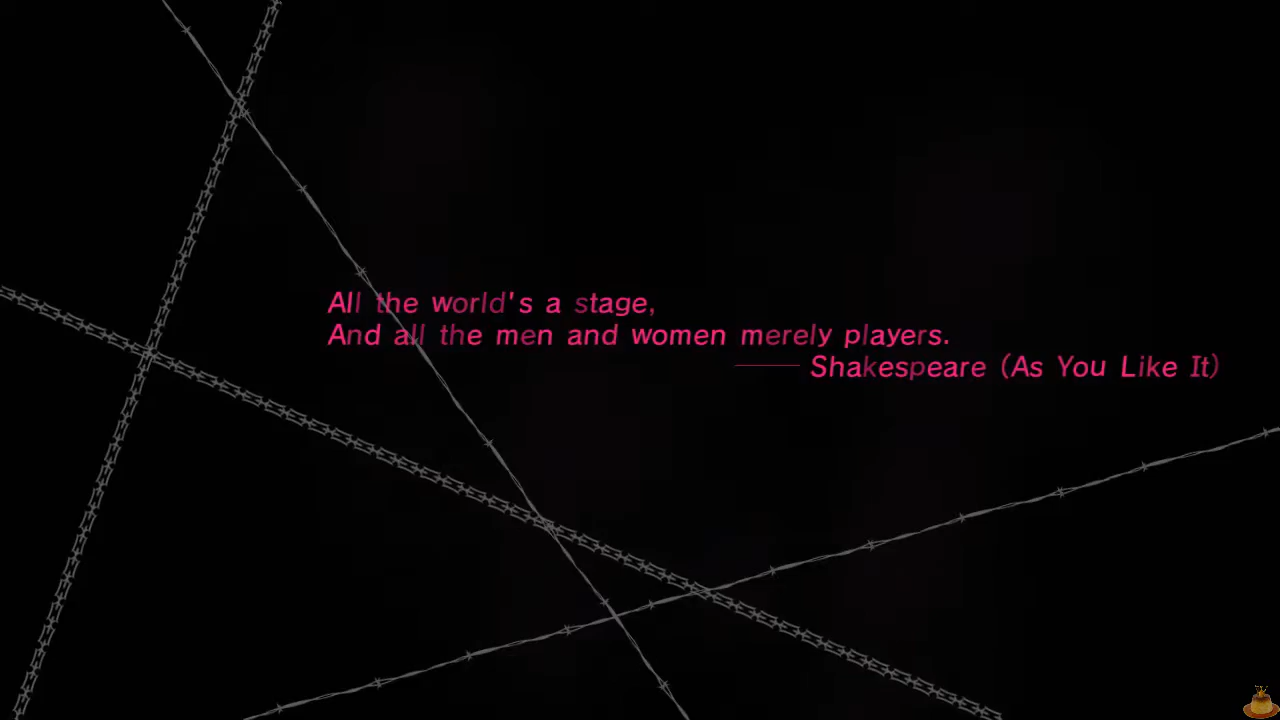 All the world's a stage,
And all the men and women merely players.
—— Shakespeare (As You Like It)